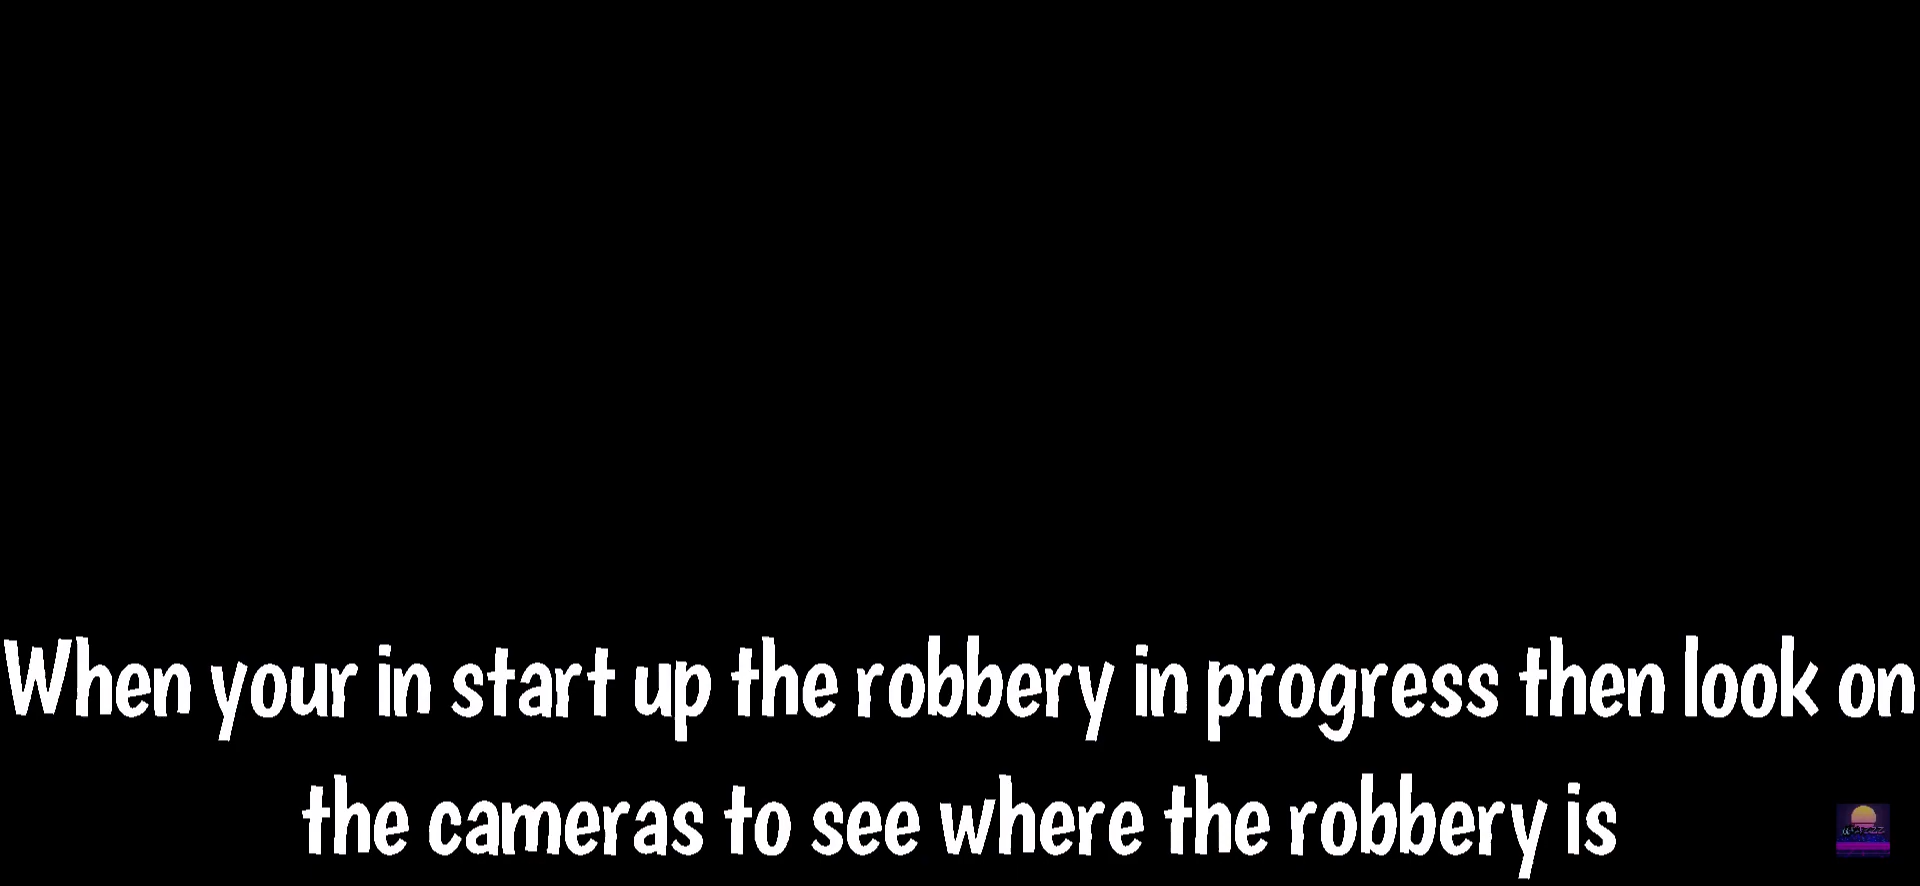 When your in start up the robbery in progress then look on
the cameras to see where the robbery is